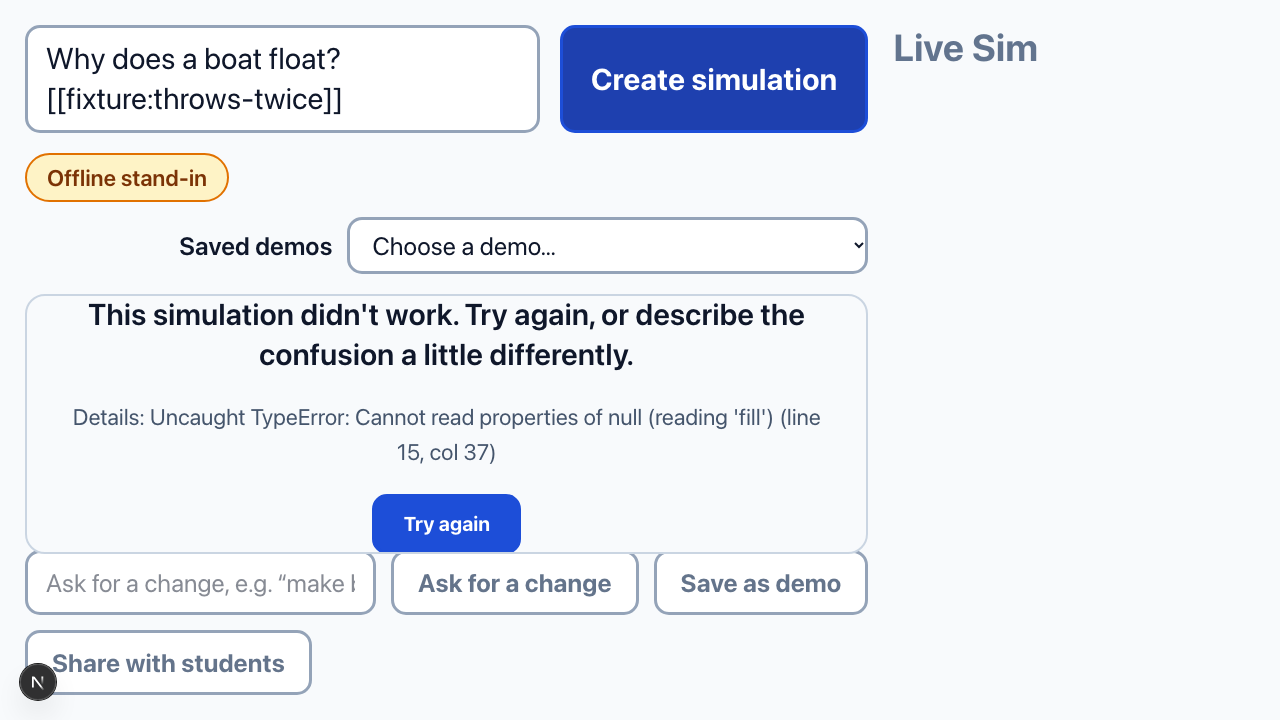 Why does a boat float?
[[fixture:throws-twice]]
Create simulation
Live Sim
Offline stand-in
Saved demos
Choose a demo...
This simulation didn't work. Try again, or describe the
confusion a little differently.
Details: Uncaught TypeError: Cannot read properties of null (reading 'fill') (line
15, col 37)
Try again
Ask for a change, e.g. “make
Ask for a change
Save as demo
Share with students
N